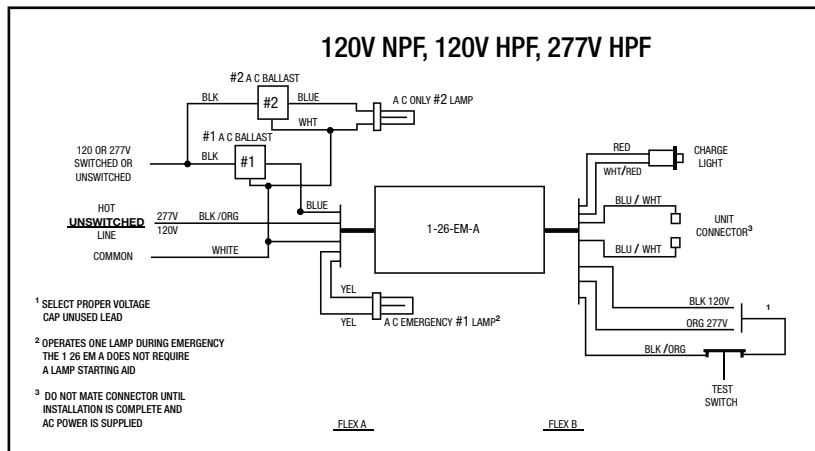 120V NPF, 120V HPF, 277V HPF
#2 A C BALLAST
BLK
#2
BLUE
A C ONLY #2 LAMP
WHT
#1 A C BALLAST
120 OR 277V
SWITCHED OR
UNSWITCHED
BLK
#1
RED
CHARGE
LIGHT
WHT/RED
HOT
UNSWITCHED
LINE
277V
120V
BLK /ORG
BLUE
1-26-EM-A
BLU / WHT
UNIT
CONNECTOR³
BLU / WHT
COMMON
WHITE
YEL
YEL
A C EMERGENCY #1 LAMP²
BLK 120V
1
ORG 277V
BLK /ORG
TEST
SWITCH
¹ SELECT PROPER VOLTAGE
CAP UNUSED LEAD
² OPERATES ONE LAMP DURING EMERGENCY
THE 1 26 EM A DOES NOT REQUIRE
A LAMP STARTING AID
³ DO NOT MATE CONNECTOR UNTIL
INSTALLATION IS COMPLETE AND
AC POWER IS SUPPLIED
FLEX A
FLEX B